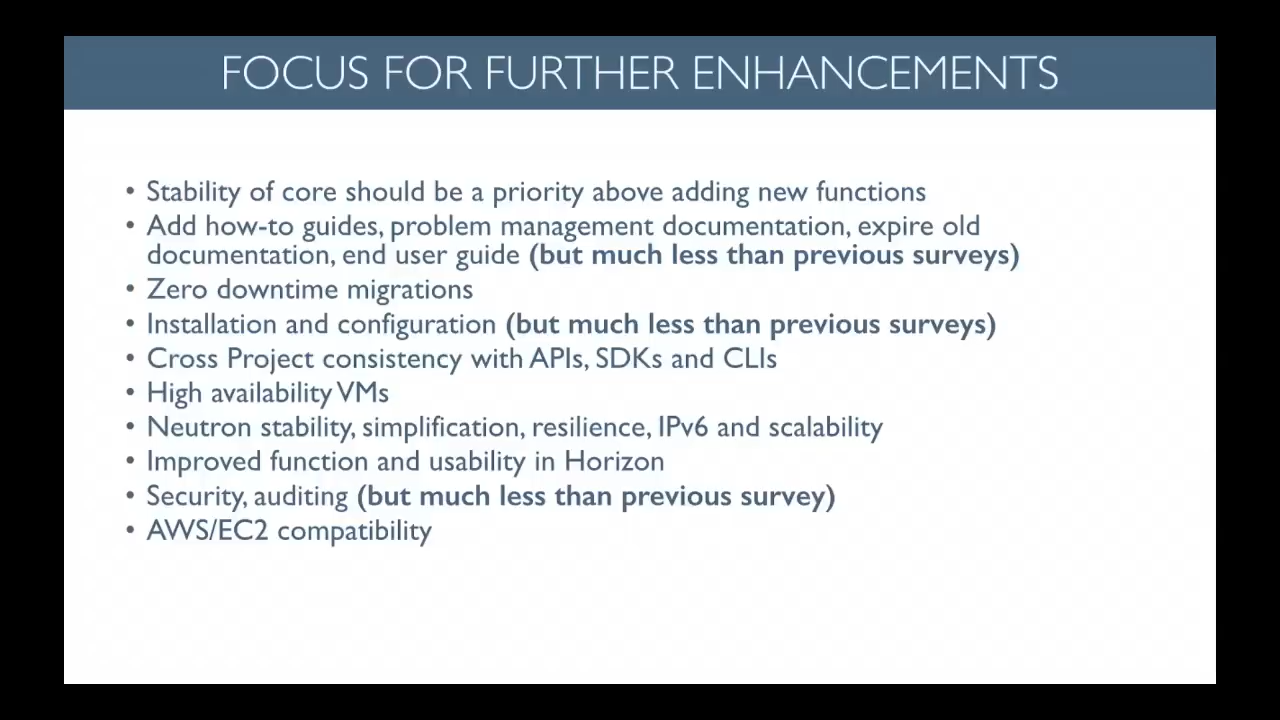 FOCUS FOR FURTHER ENHANCEMENTS
• Stability of core should be a priority above adding new functions
• Add how-to guides, problem management documentation, expire old
documentation, end user guide (but much less than previous surveys)
• Zero downtime migrations
• Installation and configuration (but much less than previous surveys)
• Cross Project consistency with APIs, SDKs and CLIs
• High availability VMs
• Neutron stability, simplification, resilience, IPv6 and scalability
• Improved function and usability in Horizon
• Security, auditing (but much less than previous survey)
• AWS/EC2 compatibility